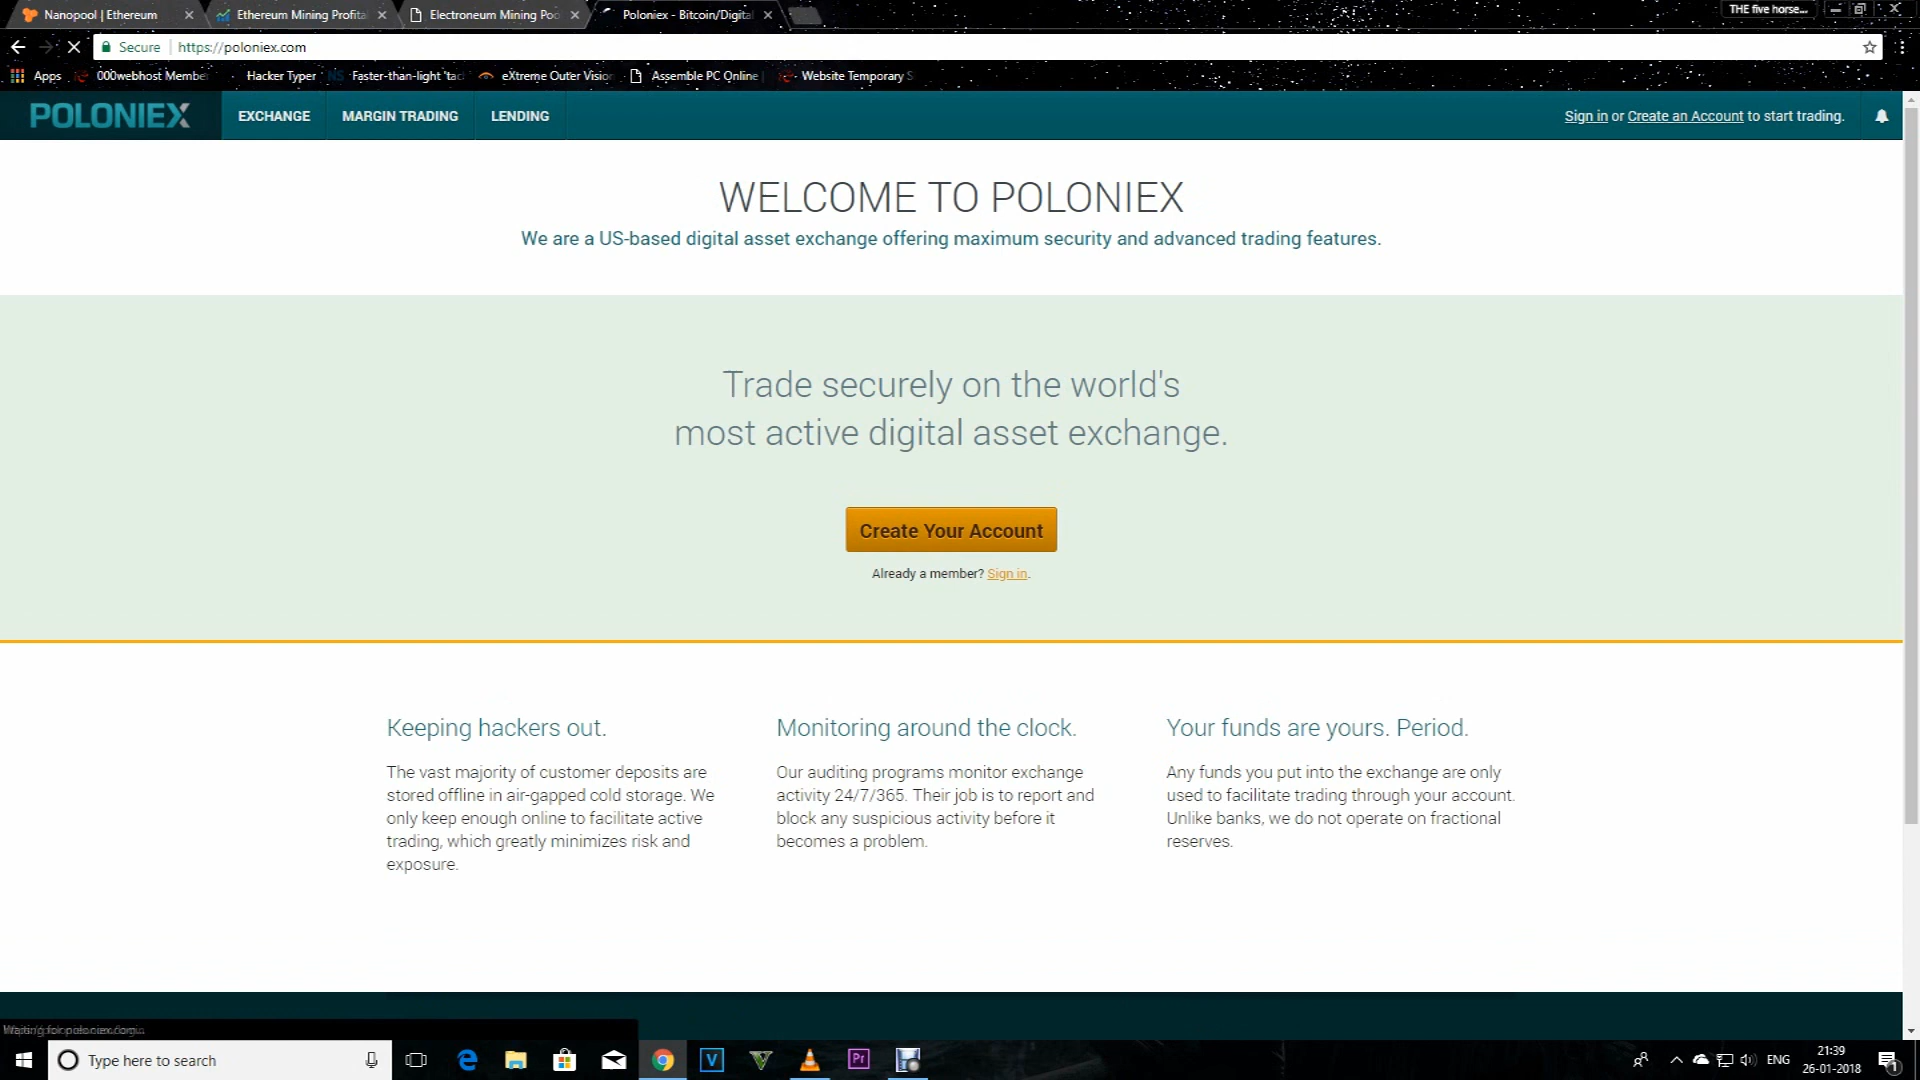 Nanopool | Ethereum
Ethereum Mining Profita
Electroneum Mining Poo
Poloniex - Bitcoin/Digital
THE five horse...
Secure
https://poloniex.com
Apps
000webhost Membe
Hacker Typer
Faster-than-light 'tac
eXtreme Outer Vision
Assemble PC Online
Website Temporary S
POLONIEX
EXCHANGE
MARGIN TRADING
LENDING
Sign in or Create an Account to start trading.
WELCOME TO POLONIEX
We are a US-based digital asset exchange offering maximum security and advanced trading features.
Trade securely on the world's
most active digital asset exchange.
Create Your Account
Already a member? Sign in.
Keeping hackers out.
The vast majority of customer deposits are
stored offline in air-gapped cold storage. We
only keep enough online to facilitate active
trading, which greatly minimizes risk and
exposure.
Monitoring around the clock.
Our auditing programs monitor exchange
activity 24/7/365. Their job is to report and
block any suspicious activity before it
becomes a problem.
Your funds are yours. Period.
Any funds you put into the exchange are only
used to facilitate trading through your account.
Unlike banks, we do not operate on fractional
reserves.
Type here to search
V
Pr
ENG
21:39
26-01-2018
1